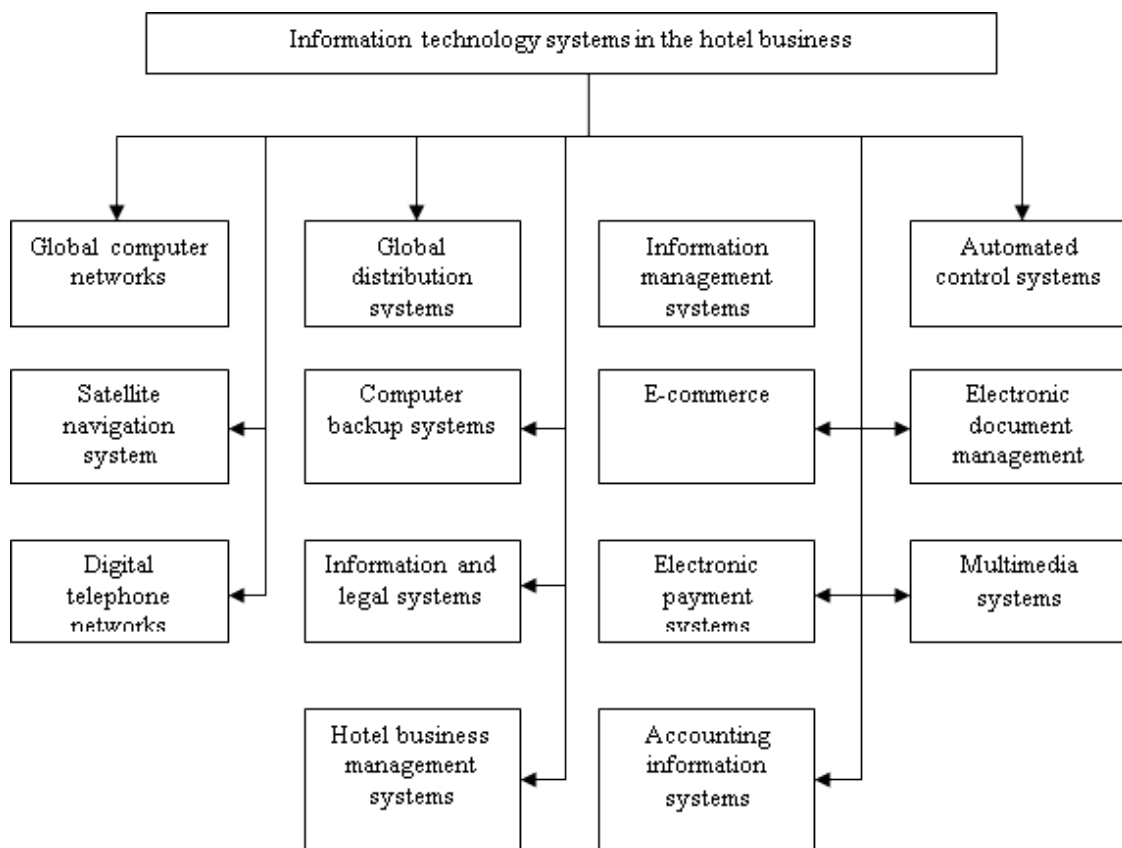 Information technology systems in the hotel business
Global computer
networks
Global
distribution
systems
Information
management
systems
Automated
control systems
Satellite
navigation
system
Computer
backup systems
E-commerce
Electronic
document
management
Digital
telephone
networks
Information and
legal systems
Electronic
payment
systems
Multimedia
systems
Hotel business
management
systems
Accounting
information
systems